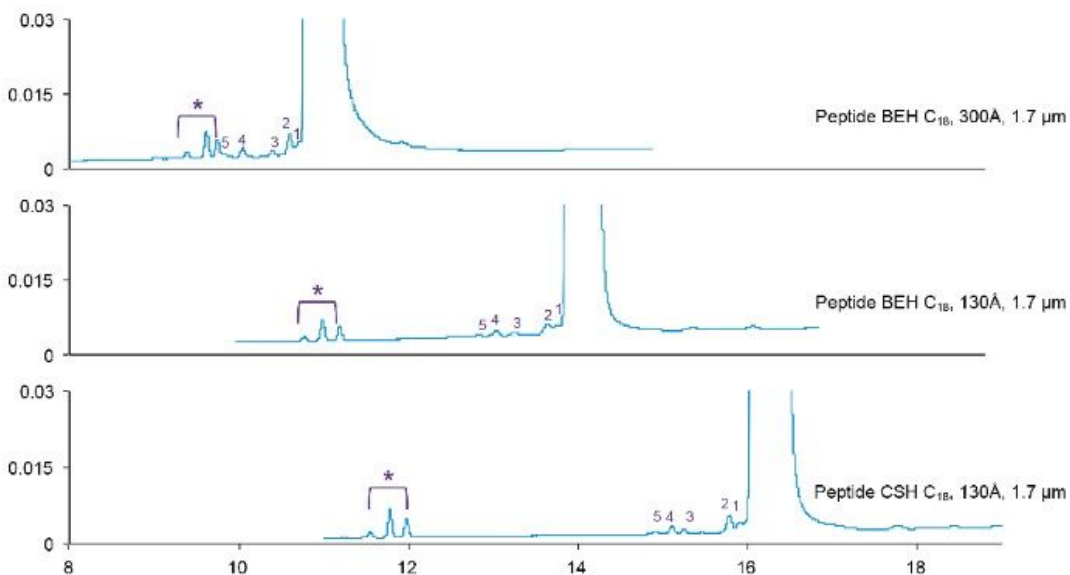 0.03
0.015
0
*
5 4 3 2 1
Peptide BEH C₁₈, 300Å, 1.7 µm
0.03
0.015
0
*
5 4 3 2 1
Peptide BEH C₁₈, 130Å, 1.7 µm
0.03
0.015
0
*
5 4 3 2 1
Peptide CSH C₁₈, 130Å, 1.7 µm
8 10 12 14 16 18